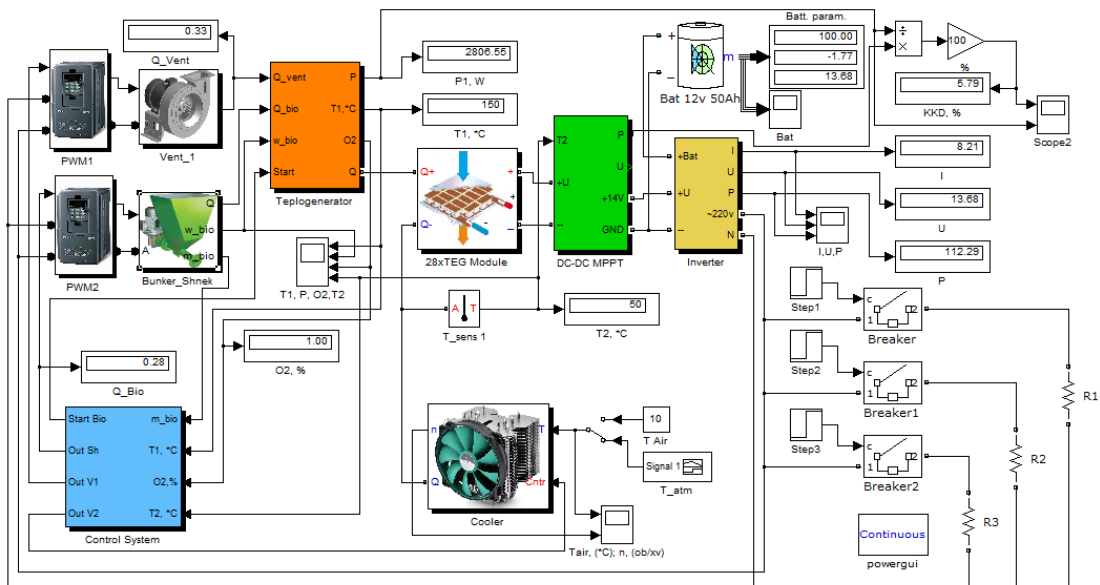 0.33
Q_Vent
PWM1
Vent_1
Q_vent
Q_bio
w_bio
Start
P
T1,*C
O2
Q
Teplogenerator
2806.55
P1, W
150
T1, *C
Batt. param.
100.00
-1.77
13.68
+
−
m
Bat 12v 50Ah
Bat
÷
×
100
%
5.79
KKD, %
Scope2
PWM2
A
Q
w_bio
m_bio
Bunker_Shnek
T1, P, O2,T2
Q+
Q-
+
−
28xTEG Module
T2
+U
−
P
U
+14V
GND
DC-DC MPPT
+Bat
+U
−
I
U
P
~220v
N
Inverter
I,U,P
8.21
I
13.68
U
112.29
P
A T
T_sens 1
50
T2, *C
1.00
O2, %
0.28
Q_Bio
Start Bio
Out Sh
Out V1
Out V2
m_bio
T1, *C
O2,%
T2, *C
Control System
n
Q
T
Cntr
Cooler
10
T Air
Signal 1
T_atm
Tair, (*C); n, (ob/xv)
Step1
c
1
2
Breaker
Step2
c
1
2
Breaker1
Step3
c
1
2
Breaker2
R1
R2
R3
Continuous
powergui